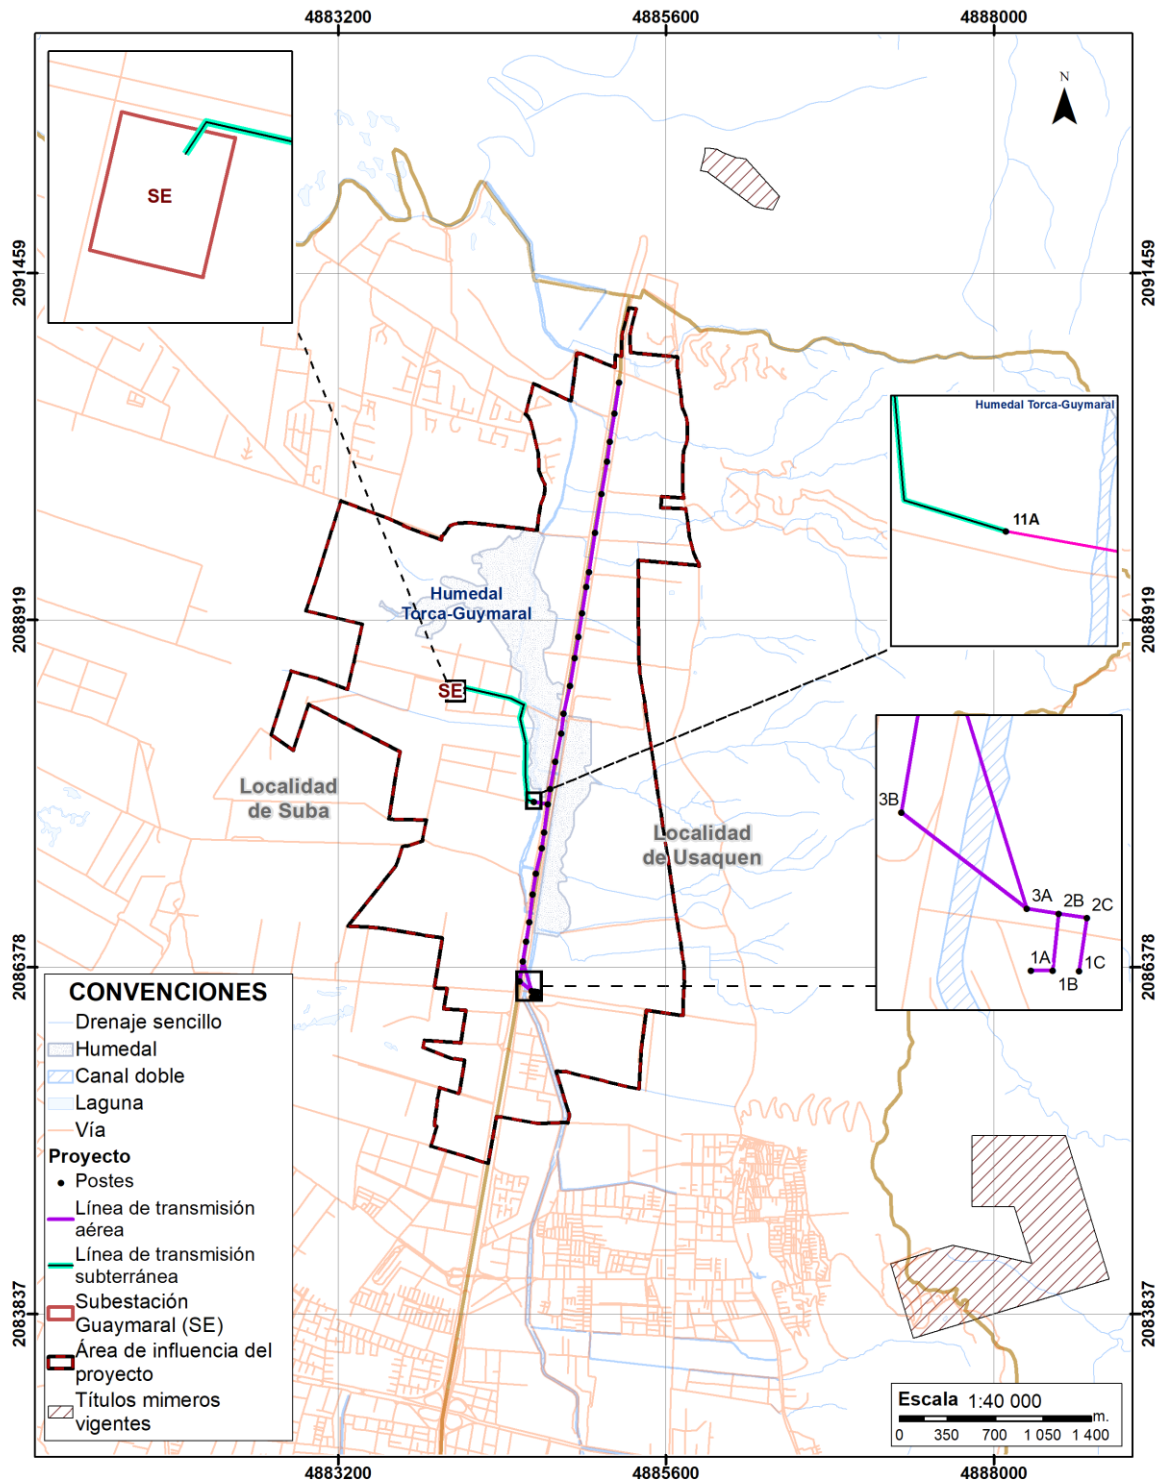 4883200
4885600
4888000
N
SE
2091459
2091459
Humedal Torca-Guymaral
11A
Humedal
Torca-Guymaral
2088919
2088919
SE
3B
Localidad
de Suba
Localidad
de Usaquen
3A
2B
2C
1A
1B
1C
2086378
2086378
CONVENCIONES
Drenaje sencillo
Humedal
Canal doble
Laguna
Vía
Proyecto
Postes
Línea de transmisión
aérea
Línea de transmisión
subterránea
Subestación
Guaymaral (SE)
Área de influencia del
proyecto
Títulos mimeros
vigentes
2083837
2083837
Escala 1:40 000
m.
0 350 700 1 050 1 400
4883200
4885600
4888000